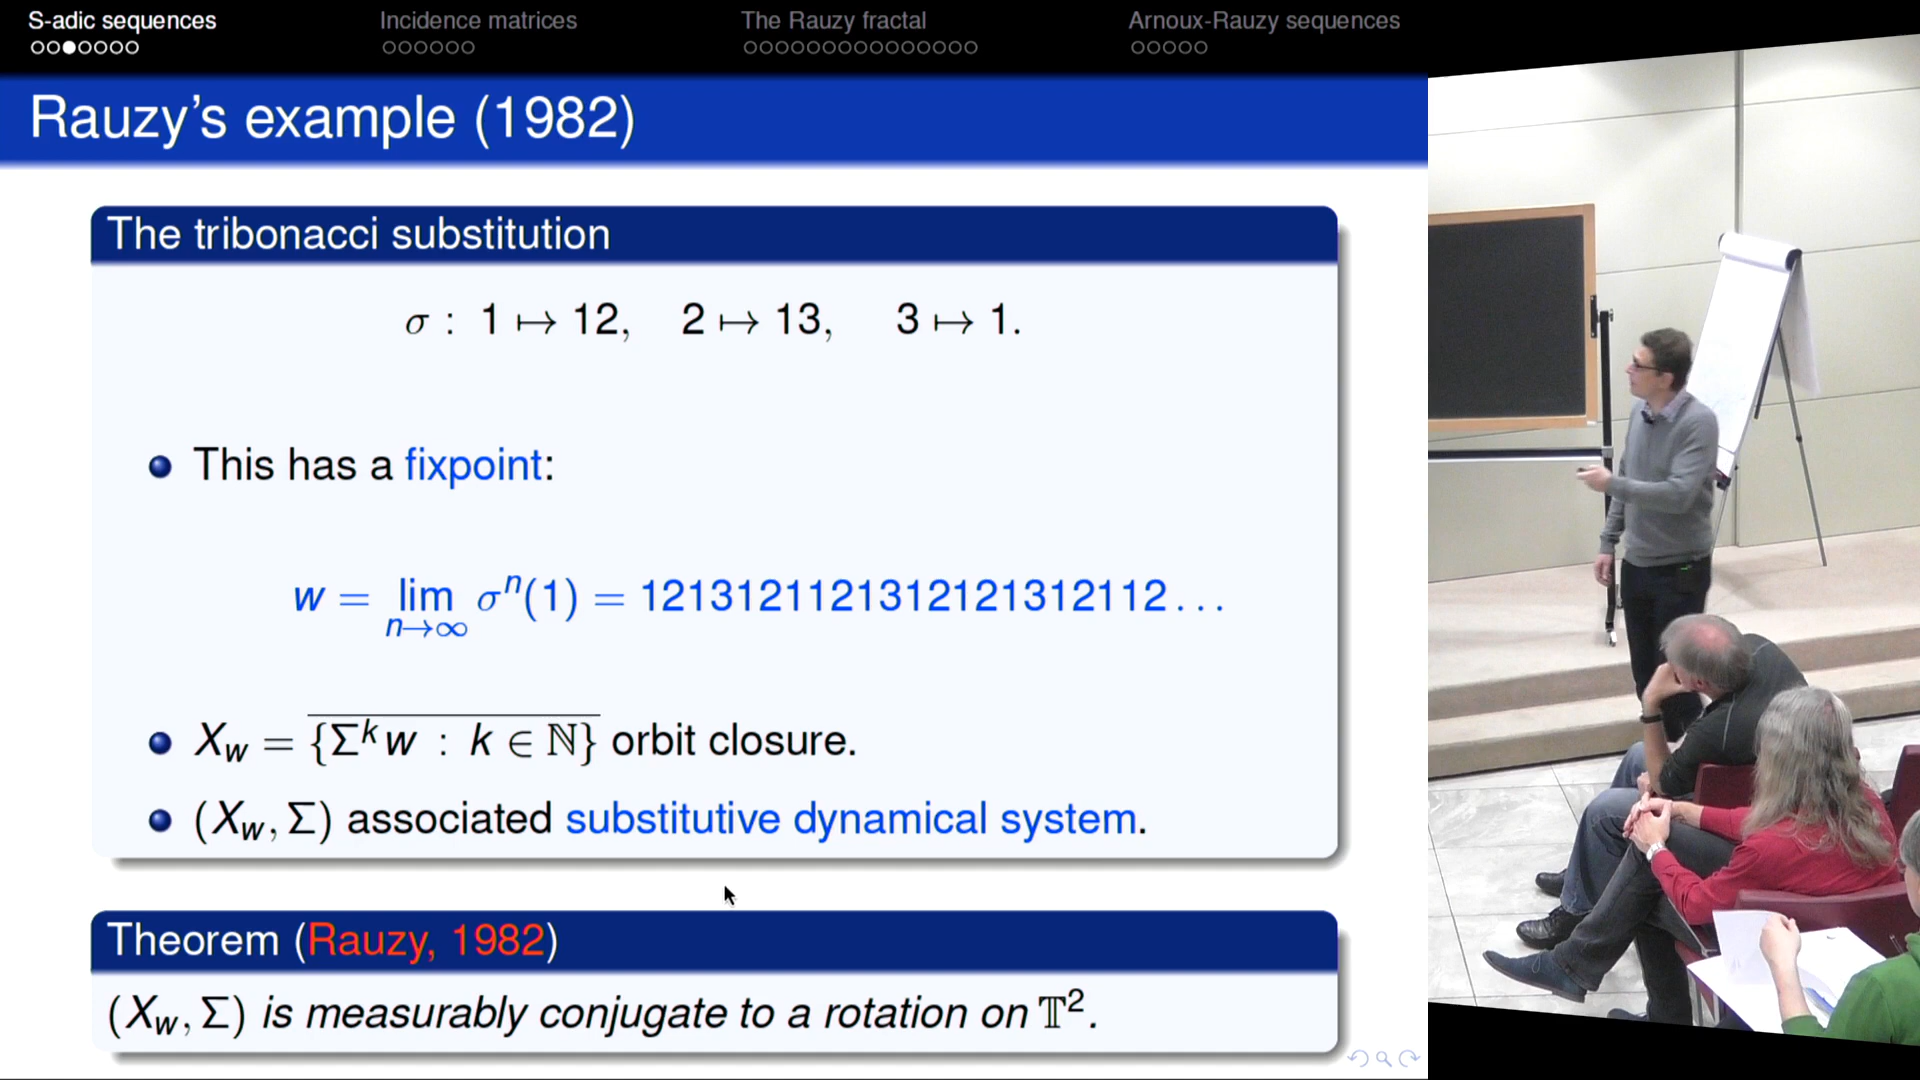 S-adic sequences Incidence matrices The Rauzy fractal Arnoux-Rauzy sequences
Rauzy's example (1982)
The tribonacci substitution
σ : 1 ↦ 12, 2 ↦ 13, 3 ↦ 1.
This has a fixpoint:
w = lim_{n→∞} σⁿ(1) = 1213121121312121312112...
X_w = \overline{\{Σᵏw : k ∈ ℕ\}} orbit closure.
(X_w, Σ) associated substitutive dynamical system.
Theorem (Rauzy, 1982)
(X_w, Σ) is measurably conjugate to a rotation on 𝕋².